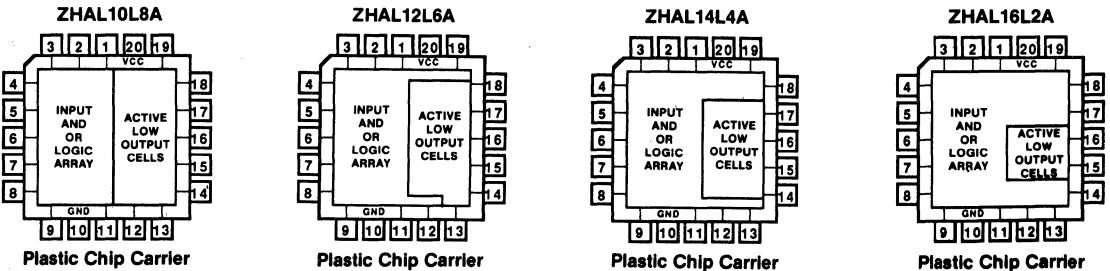 ZHAL10L8A
3 2 1 20 19
VCC
4 18
5 17
6 16
7 15
8 14
INPUT
AND
OR
LOGIC
ARRAY
ACTIVE
LOW
OUTPUT
CELLS
GND
9 10 11 12 13
Plastic Chip Carrier
ZHAL12L6A
3 2 1 20 19
VCC
4 18
5 17
6 16
7 15
8 14
INPUT
AND
OR
LOGIC
ARRAY
ACTIVE
LOW
OUTPUT
CELLS
GND
9 10 11 12 13
Plastic Chip Carrier
ZHAL14L4A
3 2 1 20 19
VCC
4 18
5 17
6 16
7 15
8 14
INPUT
AND
OR
LOGIC
ARRAY
ACTIVE
LOW
OUTPUT
CELLS
GND
9 10 11 12 13
Plastic Chip Carrier
ZHAL16L2A
3 2 1 20 19
VCC
4 18
5 17
6 16
7 15
8 14
INPUT
AND
OR
LOGIC
ARRAY
ACTIVE
LOW
OUTPUT
CELLS
GND
9 10 11 12 13
Plastic Chip Carrier